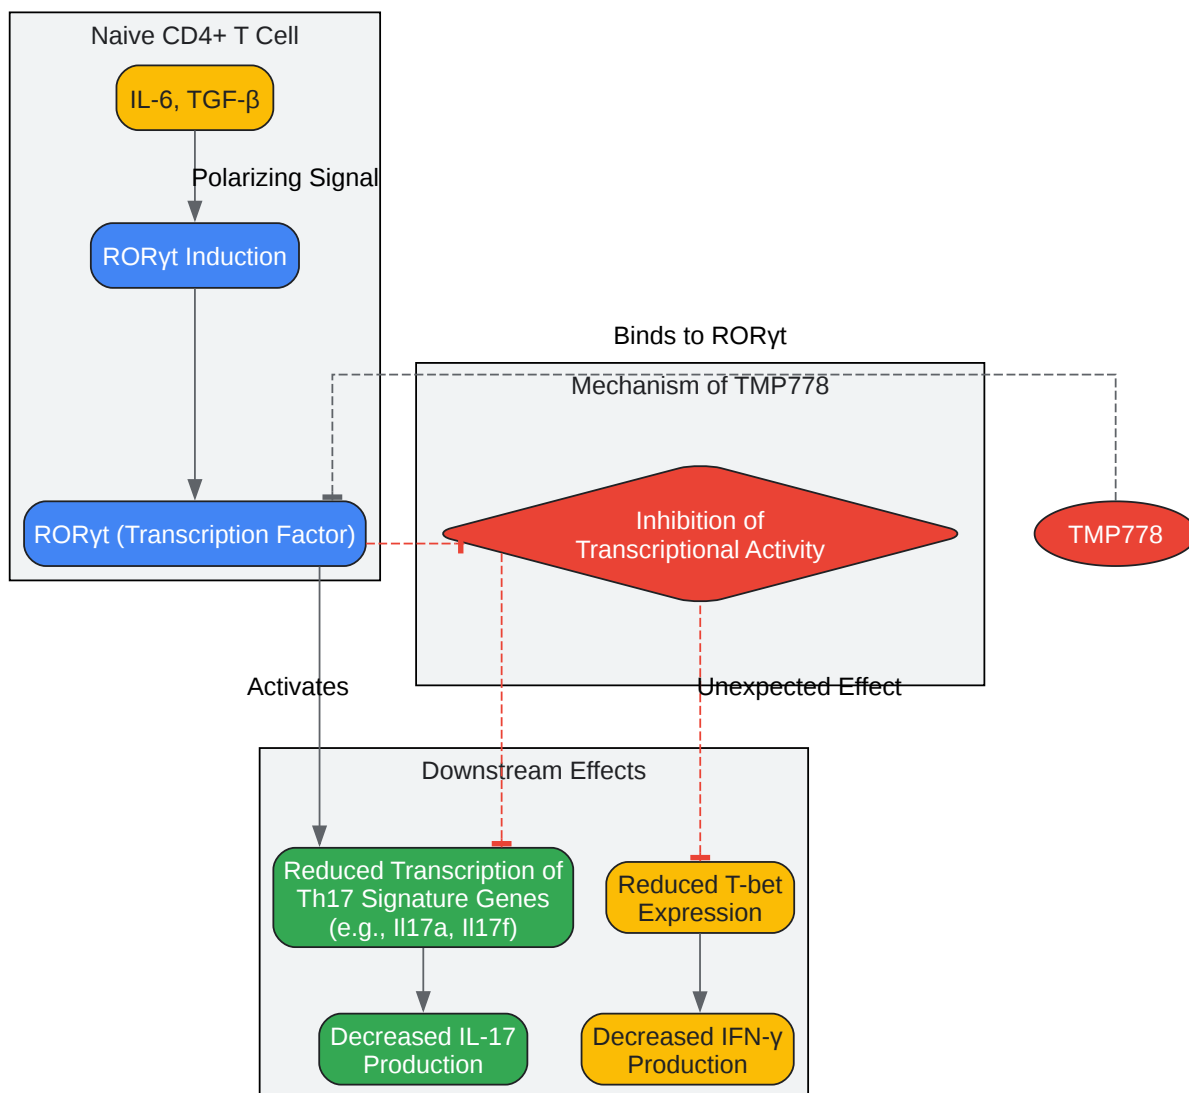 Naive CD4+ T Cell
IL-6, TGF-β
Polarizing Signal
RORγt Induction
Binds to RORγt
Mechanism of TMP778
RORγt (Transcription Factor)
Inhibition of
Transcriptional Activity
TMP778
Activates
Unexpected Effect
Downstream Effects
Reduced Transcription of
Th17 Signature Genes
(e.g., Il17a, Il17f)
Reduced T-bet
Expression
Decreased IL-17
Production
Decreased IFN-γ
Production